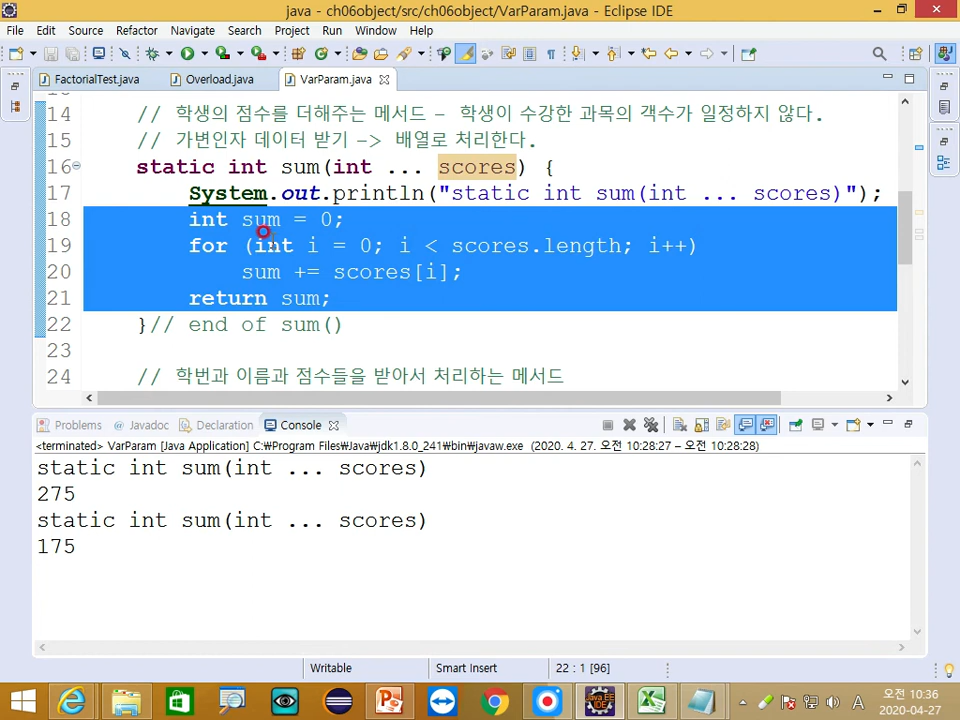 java - ch06object/src/ch06object/VarParam.java - Eclipse IDE
File Edit Source Refactor Navigate Search Project Run Window Help
FactorialTest.java Overload.java VarParam.java
14 // 학생의 점수를 더해주는 메서드 - 학생이 수강한 과목의 객수가 일정하지 않다.
15 // 가변인자 데이터 받기 -> 배열로 처리한다.
16 static int sum(int ... scores) {
17 System.out.println("static int sum(int ... scores)");
18 int sum = 0;
19 for (int i = 0; i < scores.length; i++)
20 sum += scores[i];
21 return sum;
22 }// end of sum()
23
24 // 학번과 이름과 점수들을 받아서 처리하는 메서드
Problems @ Javadoc Declaration Console
<terminated> VarParam [Java Application] C:₩Program Files₩Java₩jdk1.8.0_241₩bin₩javaw.exe (2020. 4. 27. 오전 10:28:27 – 오전 10:28:28)
static int sum(int ... scores)
275
static int sum(int ... scores)
175
Writable Smart Insert 22 : 1 [96]
A 오전 10:36
2020-04-27